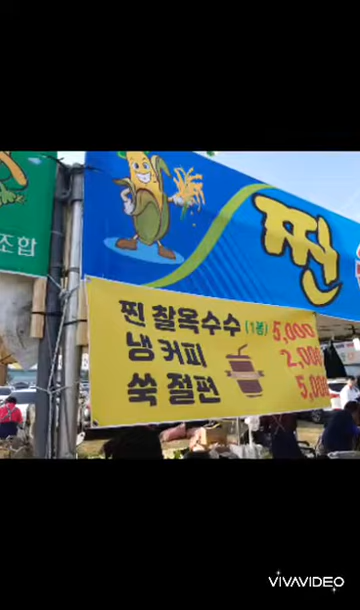 조합
찐
찐 찰옥수수 (1봉) 5,000
냉커피 2,000
쑥 절편 5,000
VIVAVIDEO